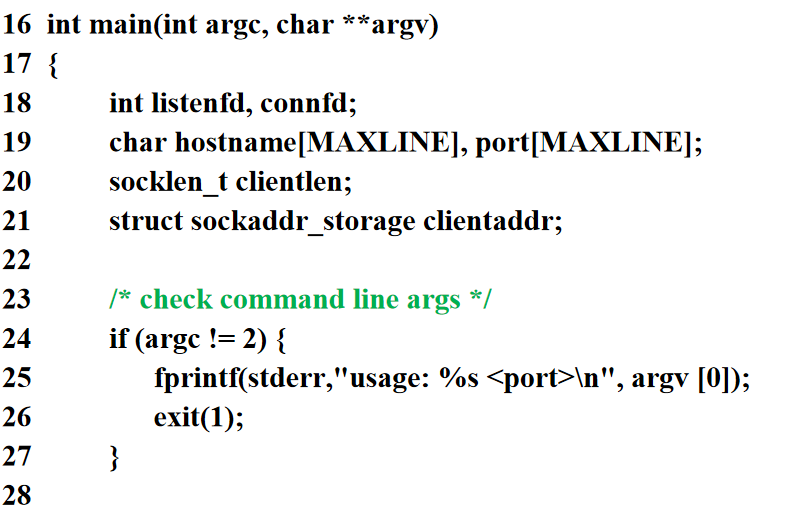 16 int main(int argc, char **argv)
17 {
18 int listenfd, connfd;
19 char hostname[MAXLINE], port[MAXLINE];
20 socklen_t clientlen;
21 struct sockaddr_storage clientaddr;
22
23 /* check command line args */
24 if (argc != 2) {
25 fprintf(stderr,"usage: %s <port>\n", argv [0]);
26 exit(1);
27 }
28